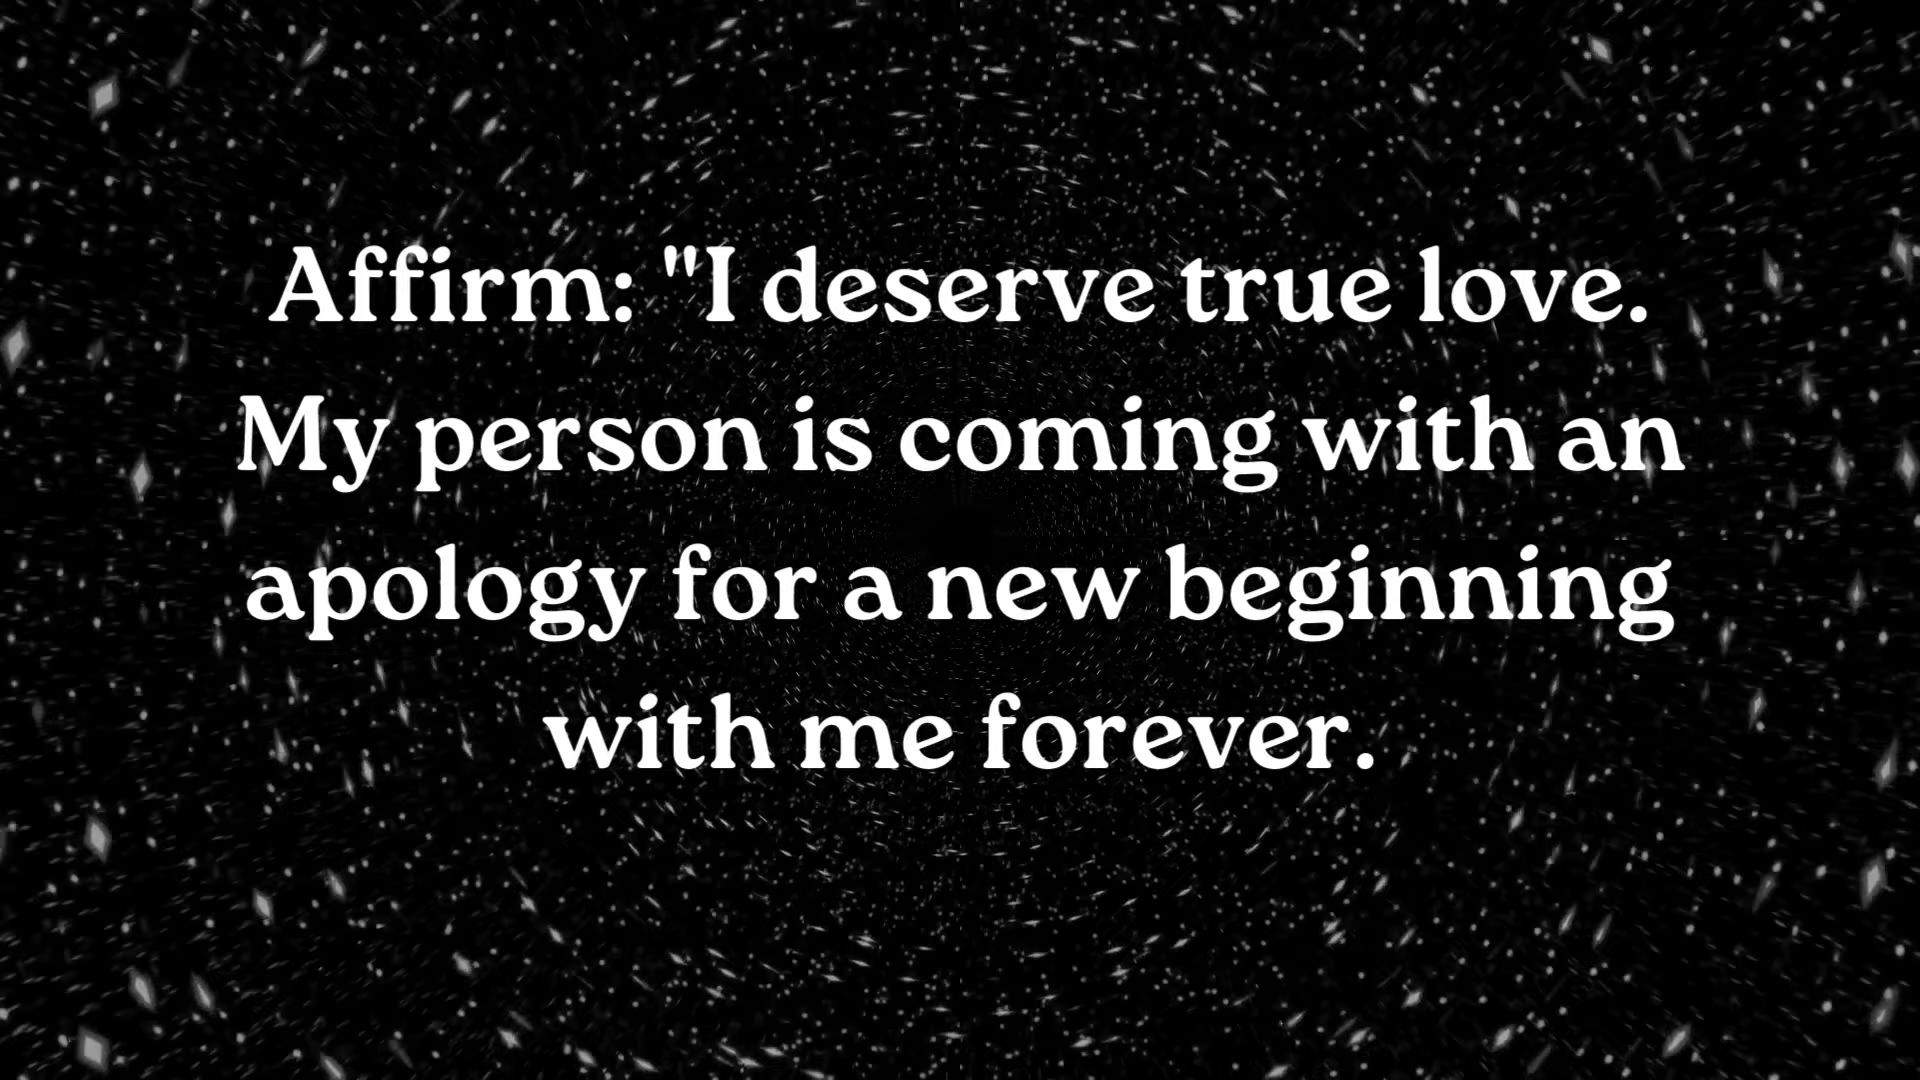 Affirm: "I deserve true love.
My person is coming with an
apology for a new beginning
with me forever.